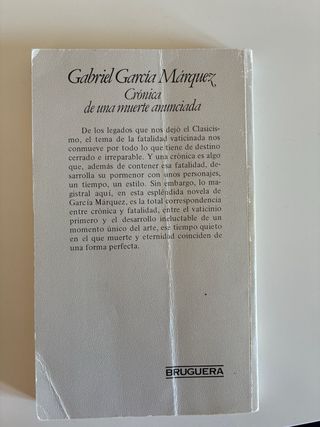 Gabriel García Márquez
Crónica
de una muerte anunciada
De los legados que nos dejó el Clasicis-
mo, el tema de la fatalidad vaticinada nos
conmueve por todo lo que tiene de destino
cerrado e irreparable. Y una crónica es algo
que, además de contener esa fatalidad, de-
sarrolla su pormenor con unos personajes,
un tiempo, un estilo. Sin embargo, lo ma-
gistral aquí, en esta espléndida novela de
García Márquez, es la total correspondencia
entre crónica y fatalidad, entre el vaticinio
primero y el desarrollo ineluctable de un
momento único del arte, ese tiempo quieto
en el que muerte y eternidad coinciden de
una forma perfecta.
BRUGUERA